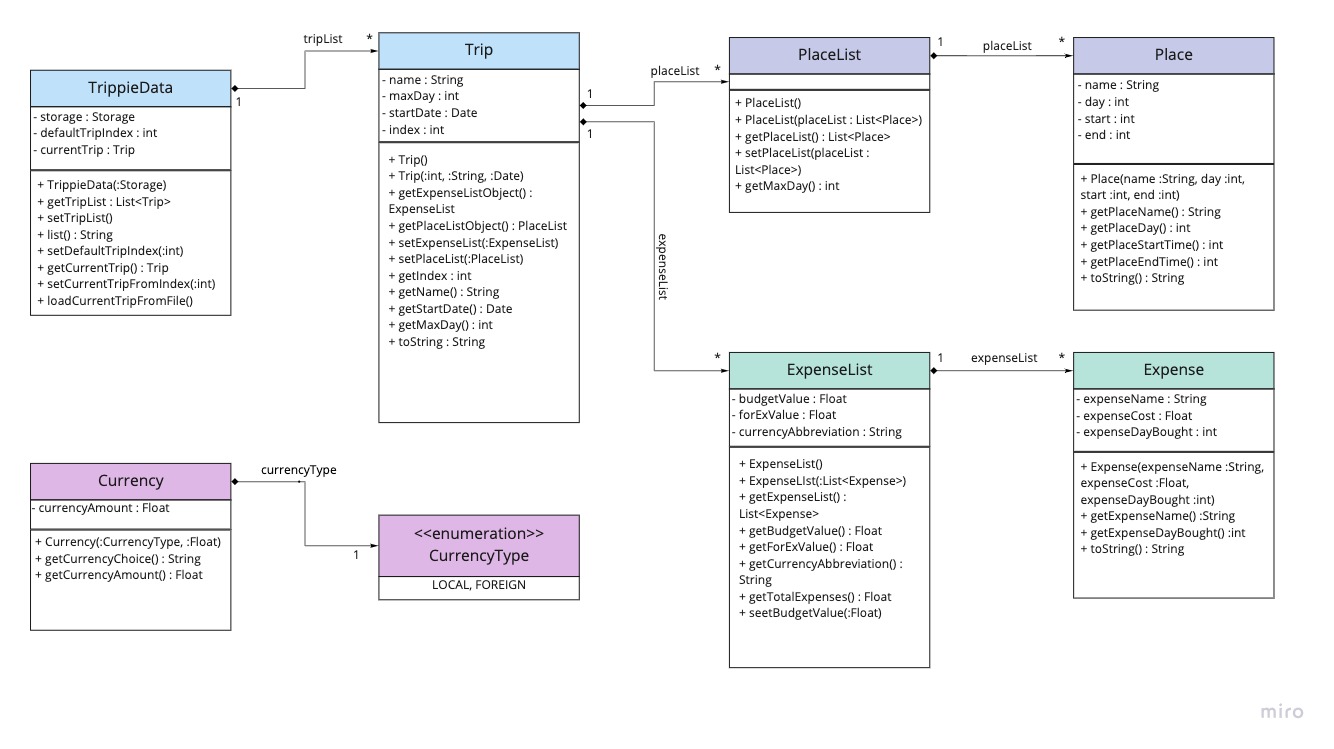 TrippieData
- storage : Storage
- defaultTripIndex : int
- currentTrip : Trip
+ TrippieData(:Storage)
+ getTripList : List<Trip>
+ setTripList()
+ list() : String
+ setDefaultTripIndex(:int)
+ getCurrentTrip() : Trip
+ setCurrentTripFromIndex(:int)
+ loadCurrentTripFromFile()
1
tripList
*
Trip
- name : String
- maxDay : int
- startDate : Date
- index : int
+ Trip()
+ Trip(:int, :String, :Date)
+ getExpenseListObject() :
ExpenseList
+ getPlaceListObject() : PlaceList
+ setExpenseList(:ExpenseList)
+ setPlaceList(:PlaceList)
+ getIndex : int
+ getName() : String
+ getStartDate() : Date
+ getMaxDay() : int
+ toString : String
1
placeList
*
1
expenseList
*
PlaceList
+ PlaceList()
+ PlaceList(placeList : List<Place>)
+ getPlaceList() : List<Place>
+ setPlaceList(placeList :
List<Place>)
+ getMaxDay() : int
1
placeList
*
Place
- name : String
- day : int
- start : int
- end : int
+ Place(name :String, day :int,
start :int, end :int)
+ getPlaceName() : String
+ getPlaceDay() : int
+ getPlaceStartTime() : int
+ getPlaceEndTime() : int
+ toString() : String
ExpenseList
- budgetValue : Float
- forExValue : Float
- currencyAbbreviation : String
+ ExpenseList()
+ ExpenseLIst(:List<Expense>)
+ getExpenseList() :
List<Expense>
+ getBudgetValue() : Float
+ getForExValue() : Float
+ getCurrencyAbbreviation() :
String
+ getTotalExpenses() : Float
+ seetBudgetValue(:Float)
1
expenseList
*
Expense
- expenseName : String
- expenseCost : Float
- expenseDayBought : int
+ Expense(expenseName :String,
expenseCost :Float,
expenseDayBought :int)
+ getExpenseName() :String
+ getExpenseDayBought() :int
+ toString() : String
Currency
- currencyAmount : Float
+ Currency(:CurrencyType, :Float)
+ getCurrencyChoice() : String
+ getCurrencyAmount() : Float
currencyType
1
<<enumeration>>
CurrencyType
LOCAL, FOREIGN
miro